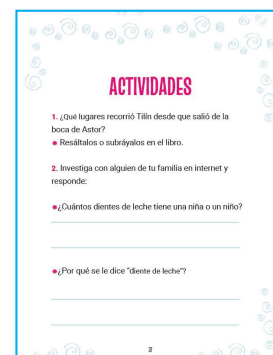 ACTIVIDADES
1. ¿Qué lugares recorrió Tilín desde que salió de la
boca de Astor?
● Resáltalos o subráyalos en el libro.
2. Investiga con alguien de tu familia en internet y
responde:
●¿Cuántos dientes de leche tiene una niña o un niño?
●¿Por qué se le dice "diente de leche"?